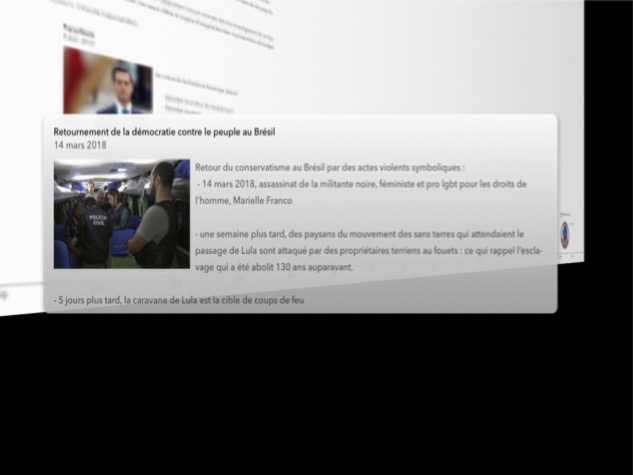 Retournement de la démocratie contre le peuple au Brésil
14 mars 2018
Retour du conservatisme au Brésil par des actes violents symboliques :
- 14 mars 2018, assassinat de la militante noire, féministe et pro lgbt pour les droits de
l'homme, Marielle Franco
- une semaine plus tard, des paysans du mouvement des sans terres qui attendaient le
passage de Lula sont attaqué par des propriétaires terriens au fouets : ce qui rappel l'escla-
vage qui a été abolit 130 ans auparavant.
- 5 jours plus tard, la caravane de Lula est la cible de coups de feu
POLICIA
CIVIL